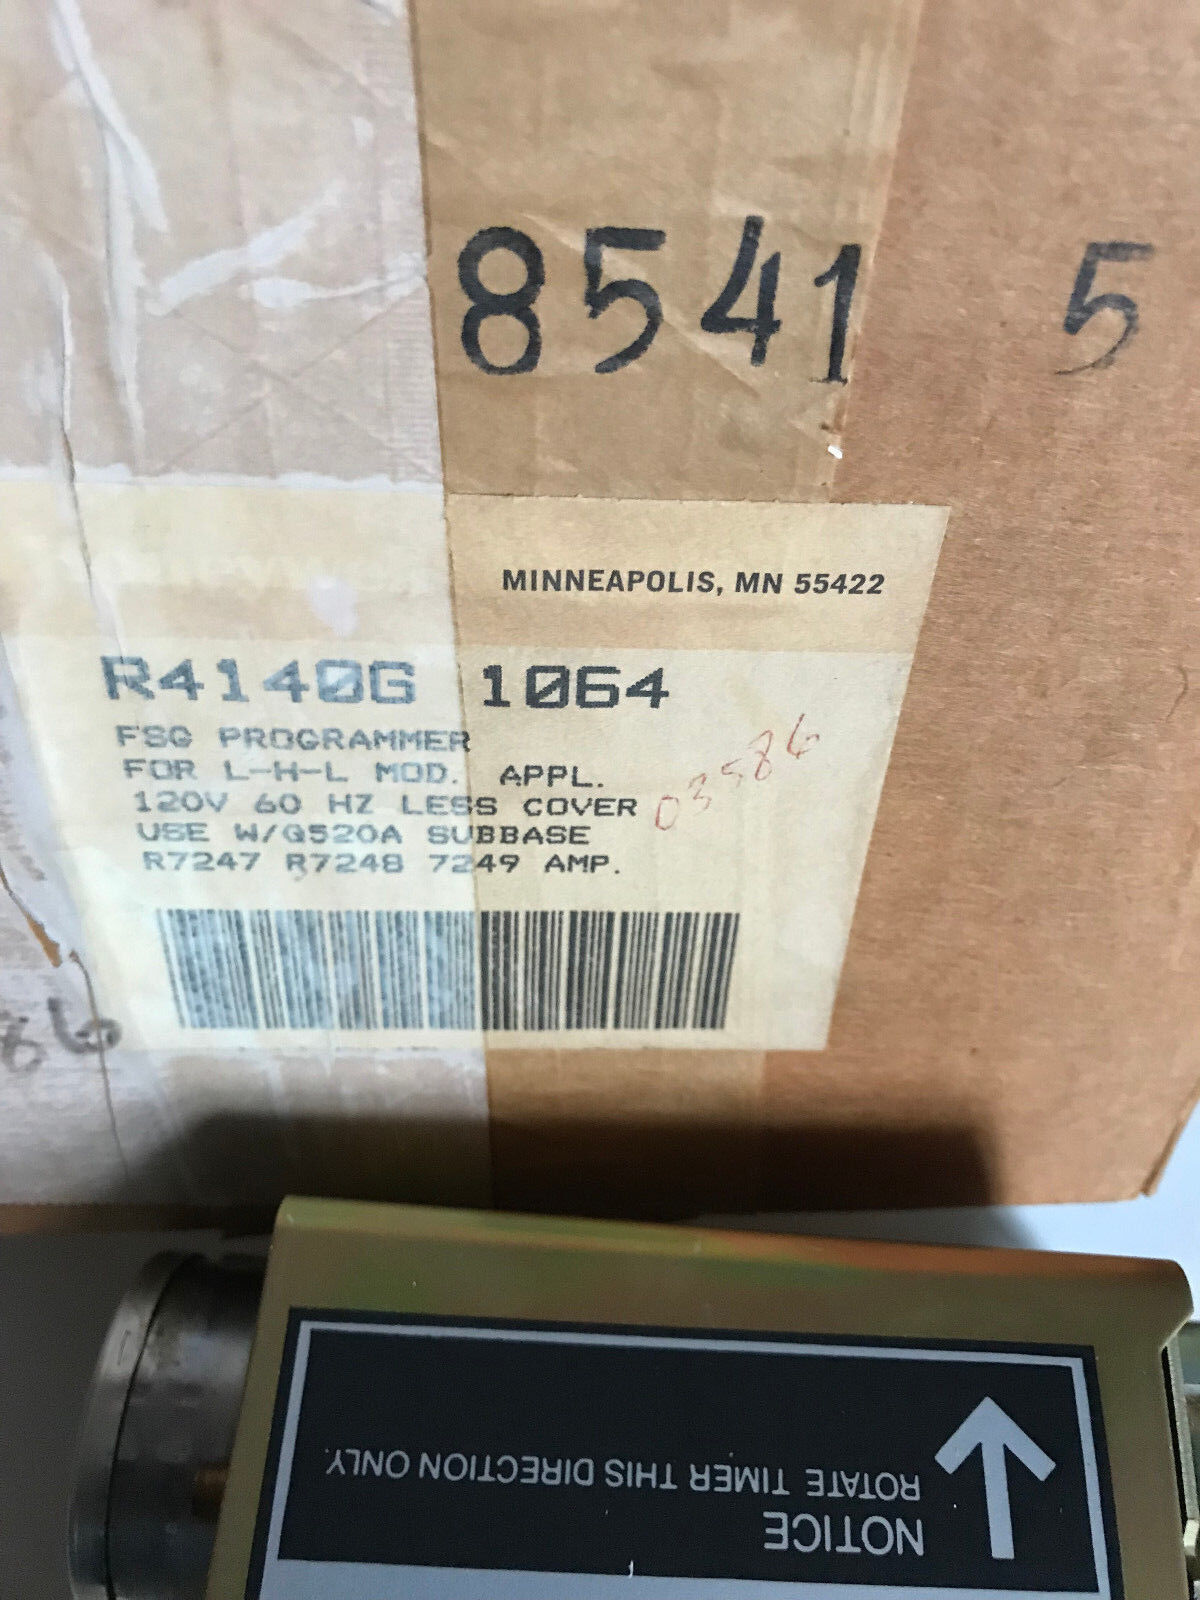 8541 5
MINNEAPOLIS, MN 55422
R4140G 1064
FSG PROGRAMMER
FOR L-H-L MOD. APPL.
120V 60 HZ LESS COVER
USE W/Q520A SUBBASE
R7247 R7248 7249 AMP.
03586
86
NOTICE
ROTATE TIMER THIS DIRECTION ONLY.